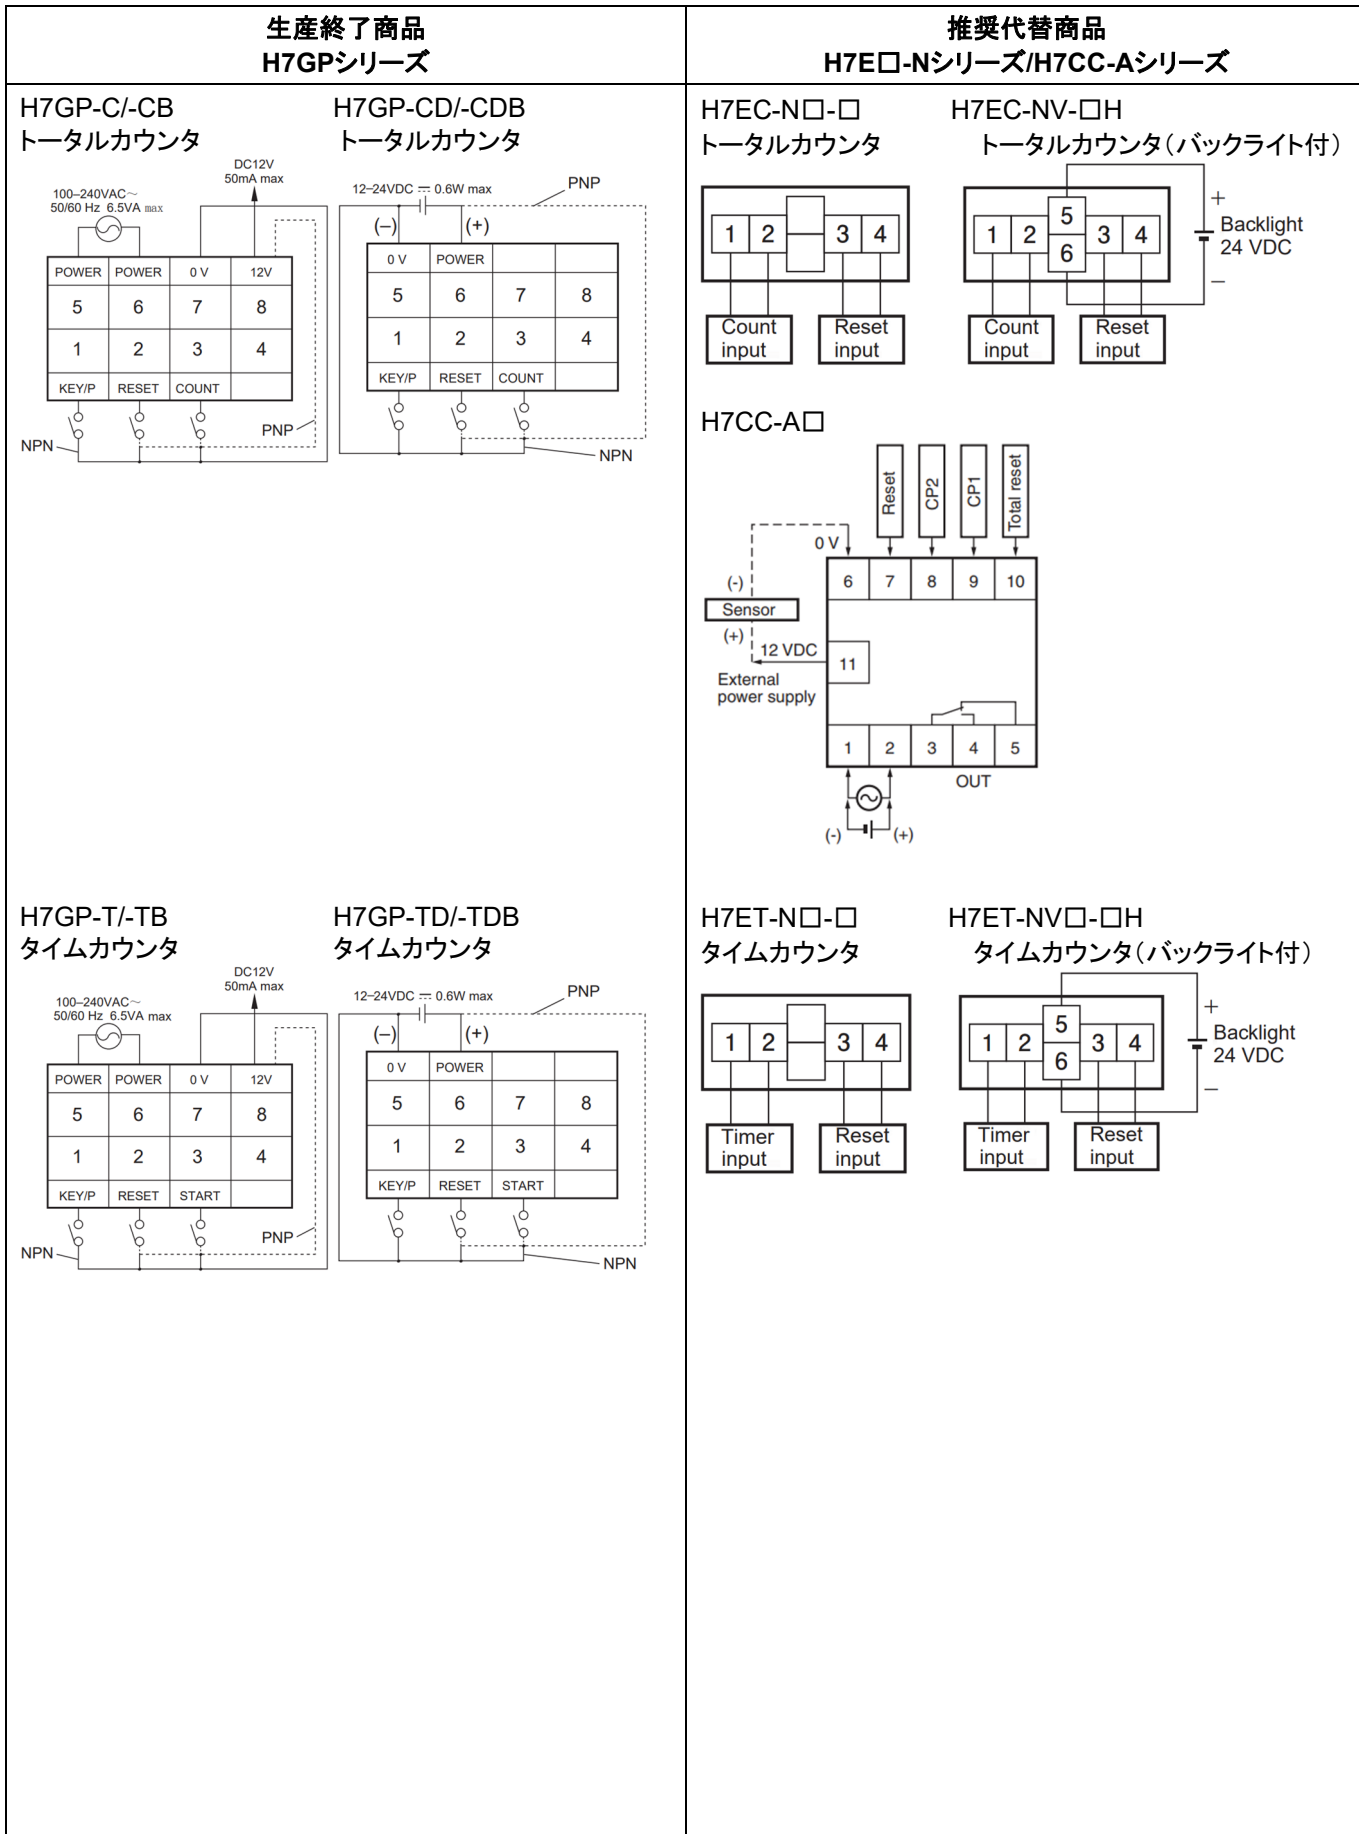 生産終了商品
H7GPシリーズ
推奨代替商品
H7E□-Nシリーズ/H7CC-Aシリーズ
H7GP-C/-CB
トータルカウンタ
DC12V
50mA max
100–240VAC～
50/60 Hz 6.5VA max
POWER POWER 0 V 12V
5 6 7 8
1 2 3 4
KEY/P RESET COUNT
NPN
PNP
H7GP-CD/-CDB
トータルカウンタ
12–24VDC ⎓ 0.6W max
PNP
(–) (+)
0 V POWER
5 6 7 8
1 2 3 4
KEY/P RESET COUNT
NPN
H7EC-N□-□
トータルカウンタ
1 2 3 4
Count
input
Reset
input
H7EC-NV-□H
トータルカウンタ（バックライト付）
1 2 5 6 3 4
+
Backlight
24 VDC
–
Count
input
Reset
input
H7CC-A□
Reset
CP2
CP1
Total reset
0 V
6 7 8 9 10
(-)
Sensor
(+)
12 VDC
11
External
power supply
1 2 3 4 5
OUT
(-) (+)
H7GP-T/-TB
タイムカウンタ
DC12V
50mA max
100–240VAC～
50/60 Hz 6.5VA max
POWER POWER 0 V 12V
5 6 7 8
1 2 3 4
KEY/P RESET START
NPN
PNP
H7GP-TD/-TDB
タイムカウンタ
12–24VDC ⎓ 0.6W max
PNP
(–) (+)
0 V POWER
5 6 7 8
1 2 3 4
KEY/P RESET START
NPN
H7ET-N□-□
タイムカウンタ
1 2 3 4
Timer
input
Reset
input
H7ET-NV□-□H
タイムカウンタ（バックライト付）
1 2 5 6 3 4
+
Backlight
24 VDC
–
Timer
input
Reset
input